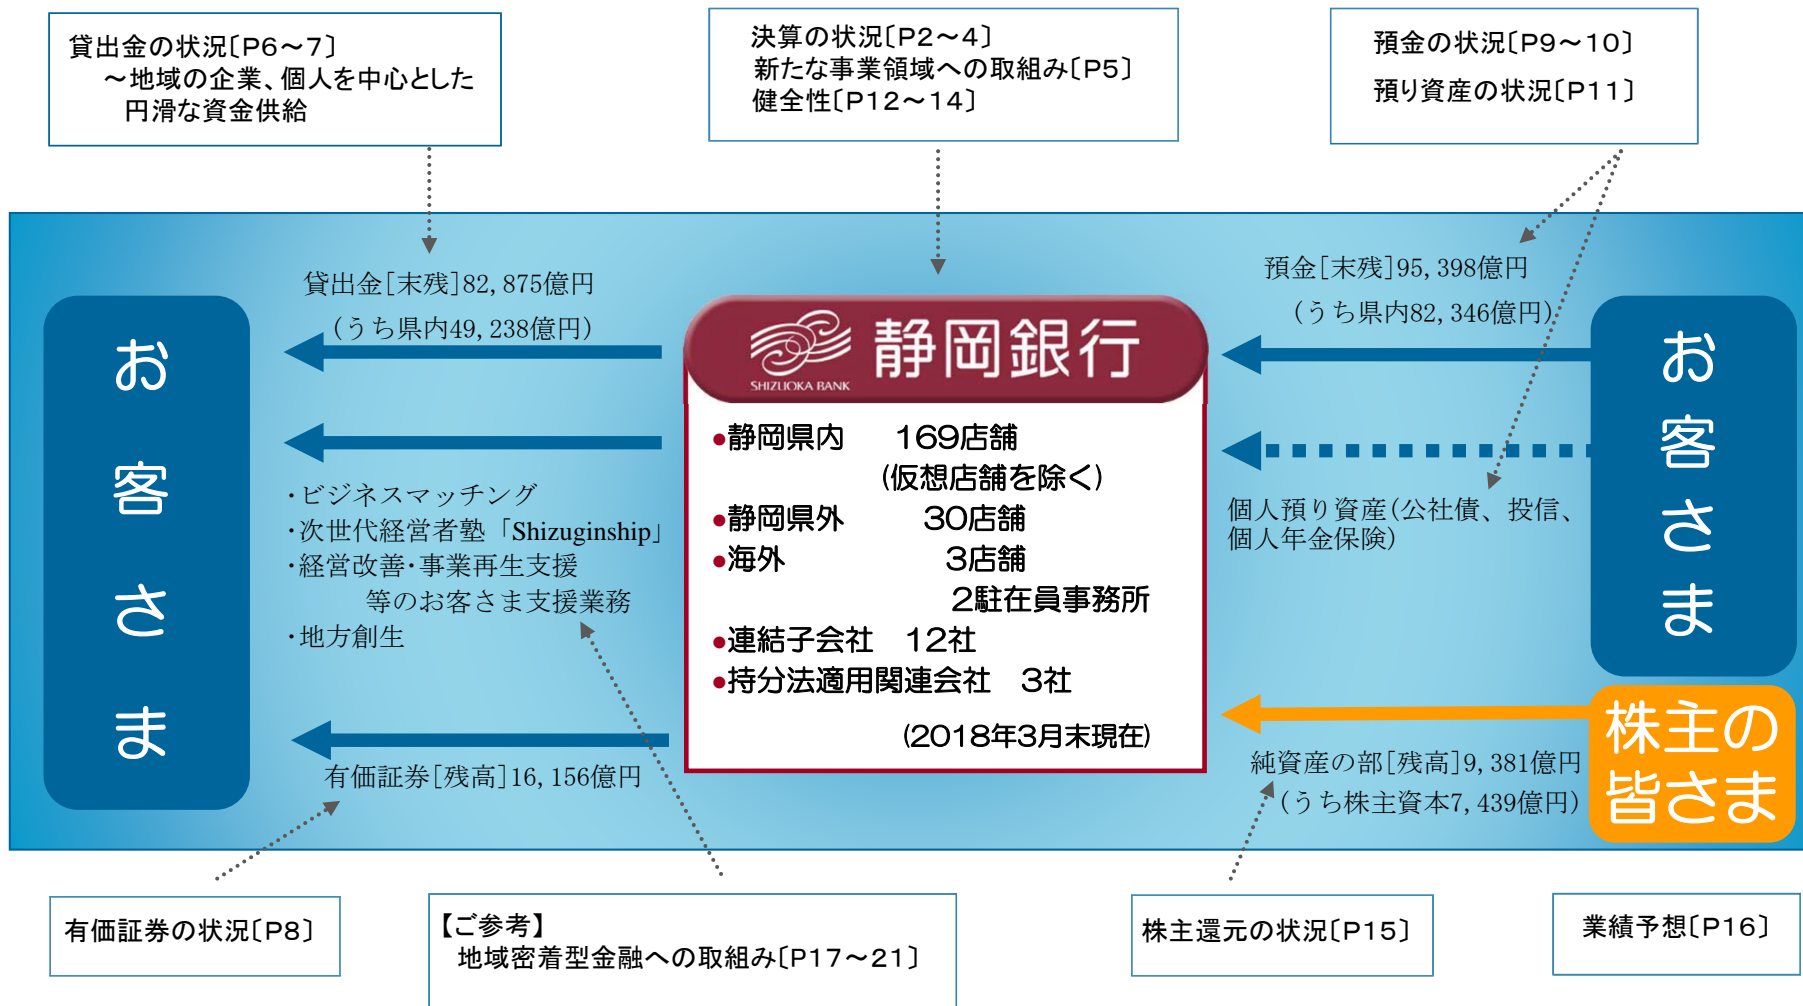 貸出金の状況〔P6～7〕
～地域の企業、個人を中心とした
円滑な資金供給
決算の状況〔P2～4〕
新たな事業領域への取組み〔P5〕
健全性〔P12～14〕
預金の状況〔P9～10〕
預り資産の状況〔P11〕
お客さま
貸出金[末残]82,875億円
(うち県内49,238億円)
・ビジネスマッチング
・次世代経営者塾「Shizuginship」
・経営改善・事業再生支援
等のお客さま支援業務
・地方創生
有価証券[残高]16,156億円
静岡銀行
SHIZUOKA BANK
●静岡県内 169店舗
(仮想店舗を除く)
●静岡県外 30店舗
●海外 3店舗
2駐在員事務所
●連結子会社 12社
●持分法適用関連会社 3社
(2018年3月末現在)
預金[末残]95,398億円
(うち県内82,346億円)
個人預り資産(公社債、投信、
個人年金保険)
純資産の部[残高]9,381億円
(うち株主資本7,439億円)
お客さま
株主の
皆さま
有価証券の状況〔P8〕
【ご参考】
地域密着型金融への取組み〔P17～21〕
株主還元の状況〔P15〕
業績予想〔P16〕